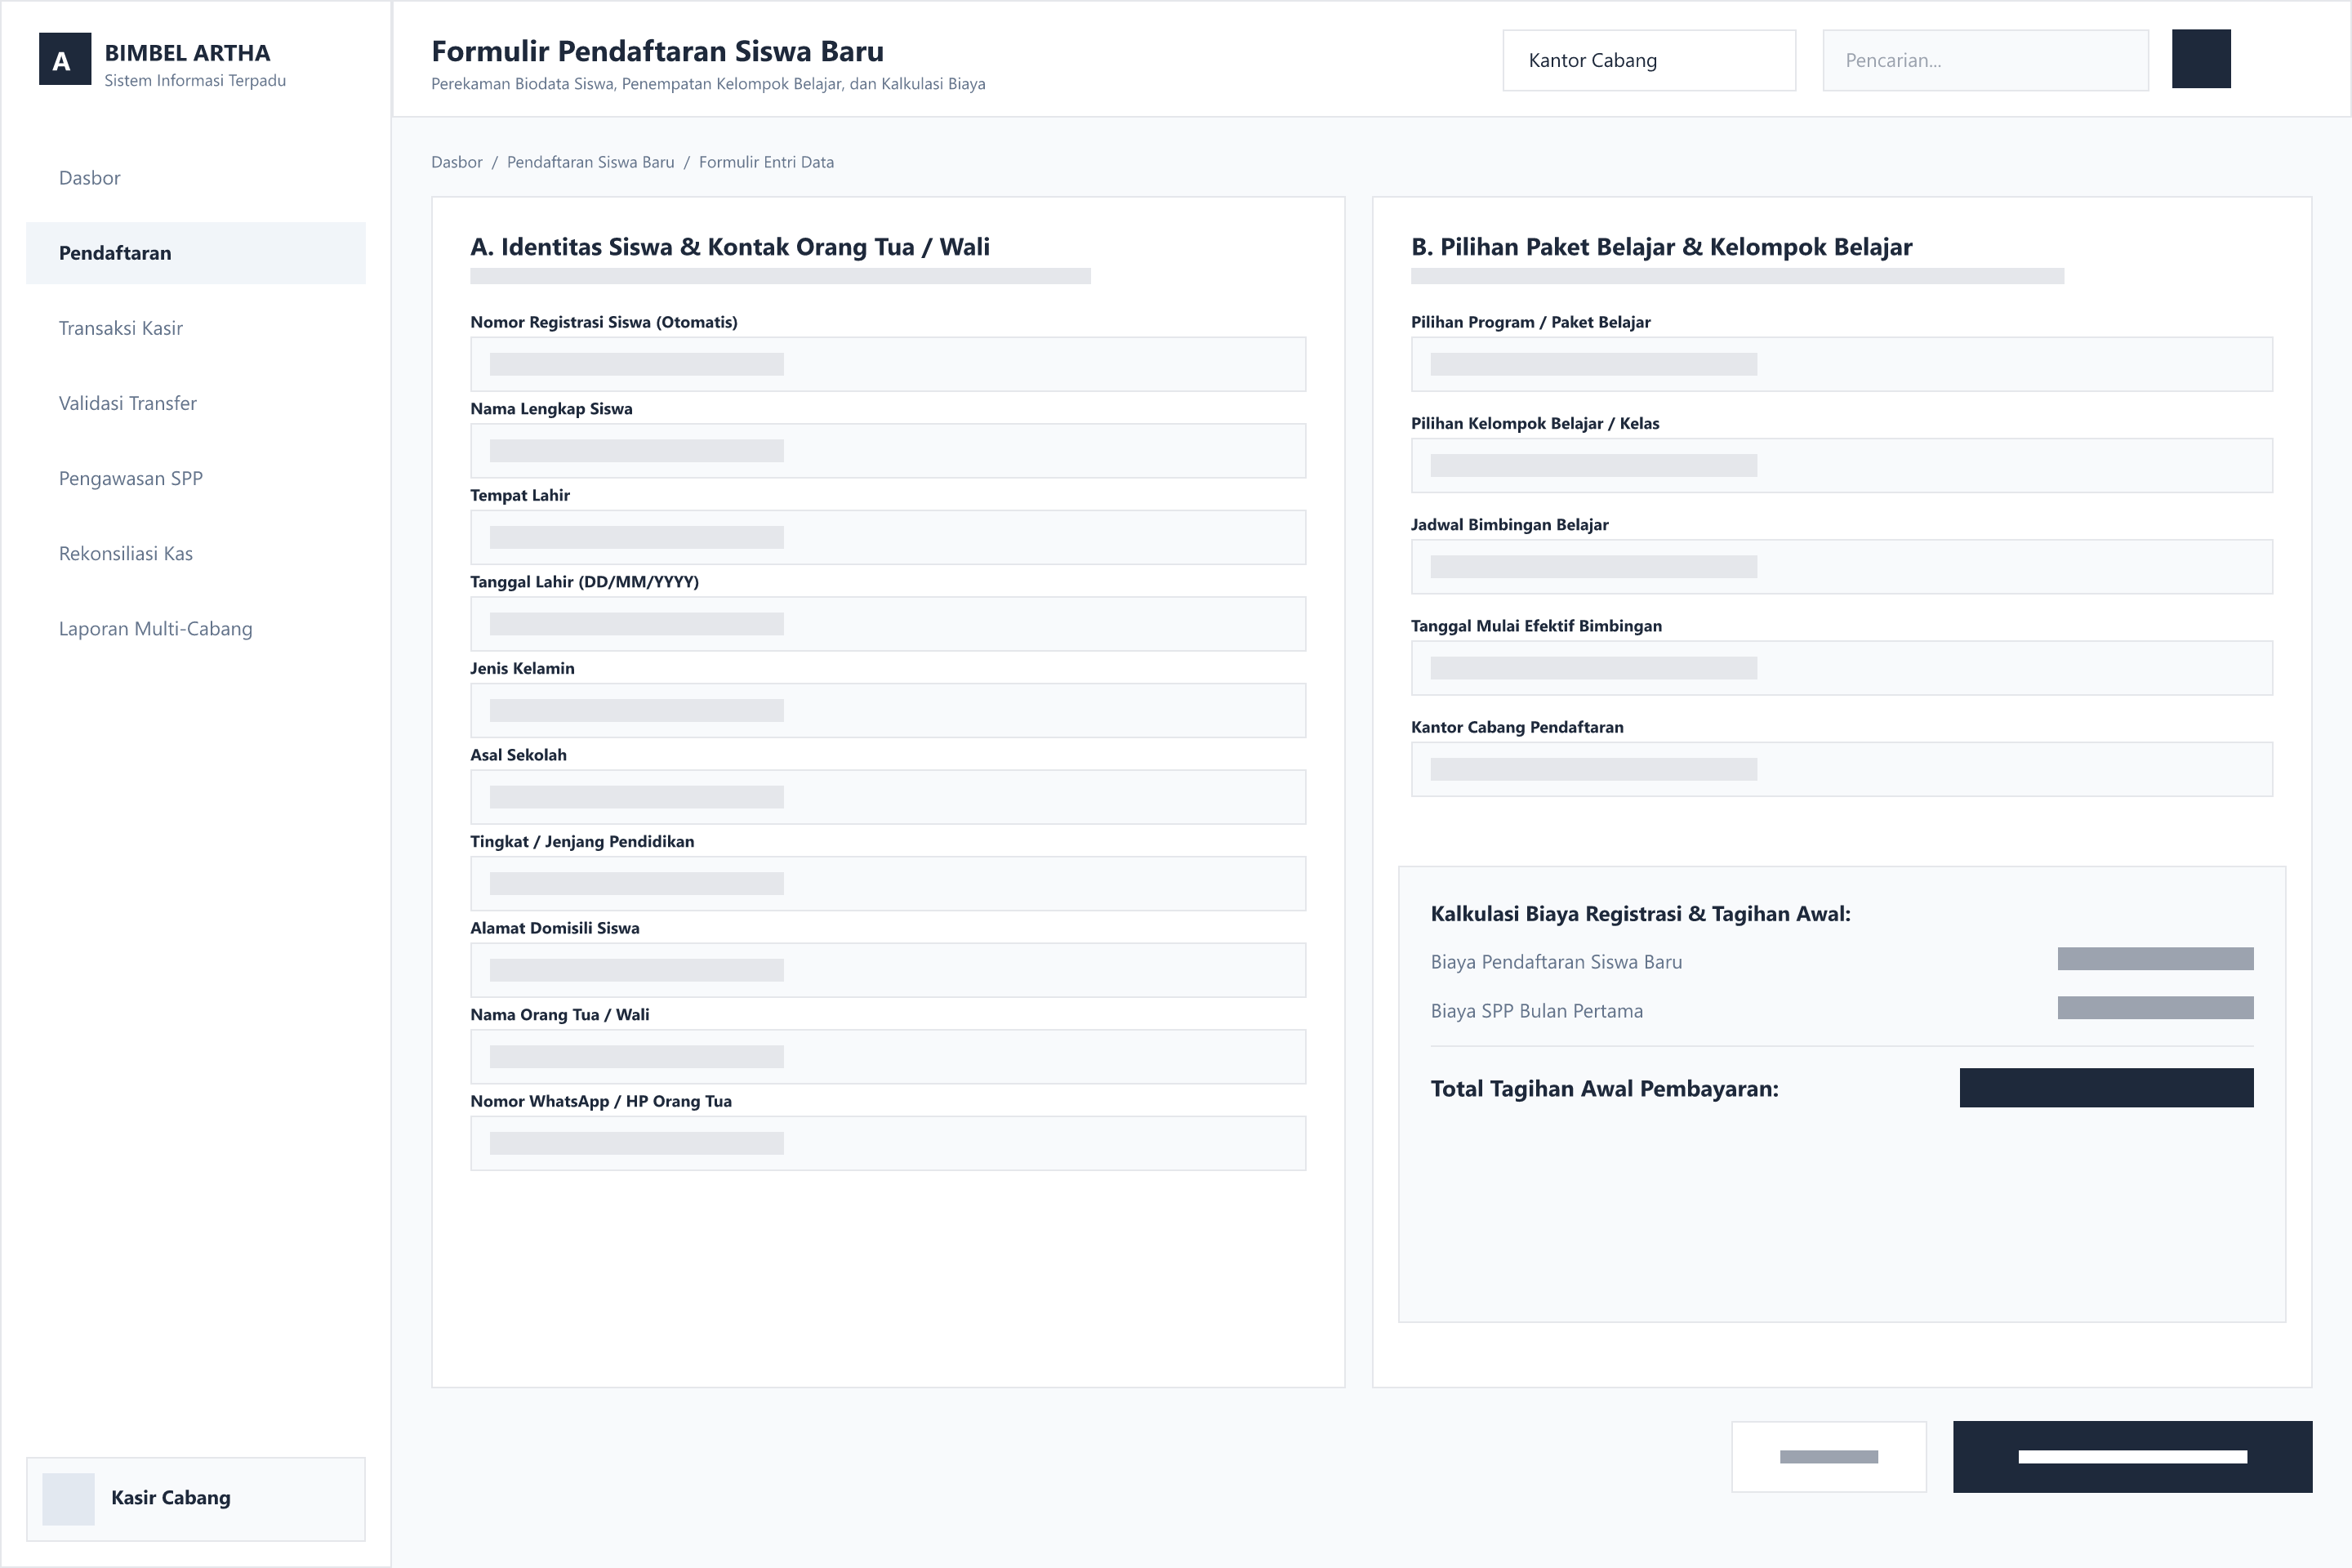 A
BIMBEL ARTHA
Sistem Informasi Terpadu
Dasbor
Pendaftaran
Transaksi Kasir
Validasi Transfer
Pengawasan SPP
Rekonsiliasi Kas
Laporan Multi-Cabang
Kasir Cabang
Formulir Pendaftaran Siswa Baru
Perekaman Biodata Siswa, Penempatan Kelompok Belajar, dan Kalkulasi Biaya
Kantor Cabang
Pencarian...
Dasbor / Pendaftaran Siswa Baru / Formulir Entri Data
A. Identitas Siswa & Kontak Orang Tua / Wali
Nomor Registrasi Siswa (Otomatis)
Nama Lengkap Siswa
Tempat Lahir
Tanggal Lahir (DD/MM/YYYY)
Jenis Kelamin
Asal Sekolah
Tingkat / Jenjang Pendidikan
Alamat Domisili Siswa
Nama Orang Tua / Wali
Nomor WhatsApp / HP Orang Tua
B. Pilihan Paket Belajar & Kelompok Belajar
Pilihan Program / Paket Belajar
Pilihan Kelompok Belajar / Kelas
Jadwal Bimbingan Belajar
Tanggal Mulai Efektif Bimbingan
Kantor Cabang Pendaftaran
Kalkulasi Biaya Registrasi & Tagihan Awal:
Biaya Pendaftaran Siswa Baru
Biaya SPP Bulan Pertama
Total Tagihan Awal Pembayaran: